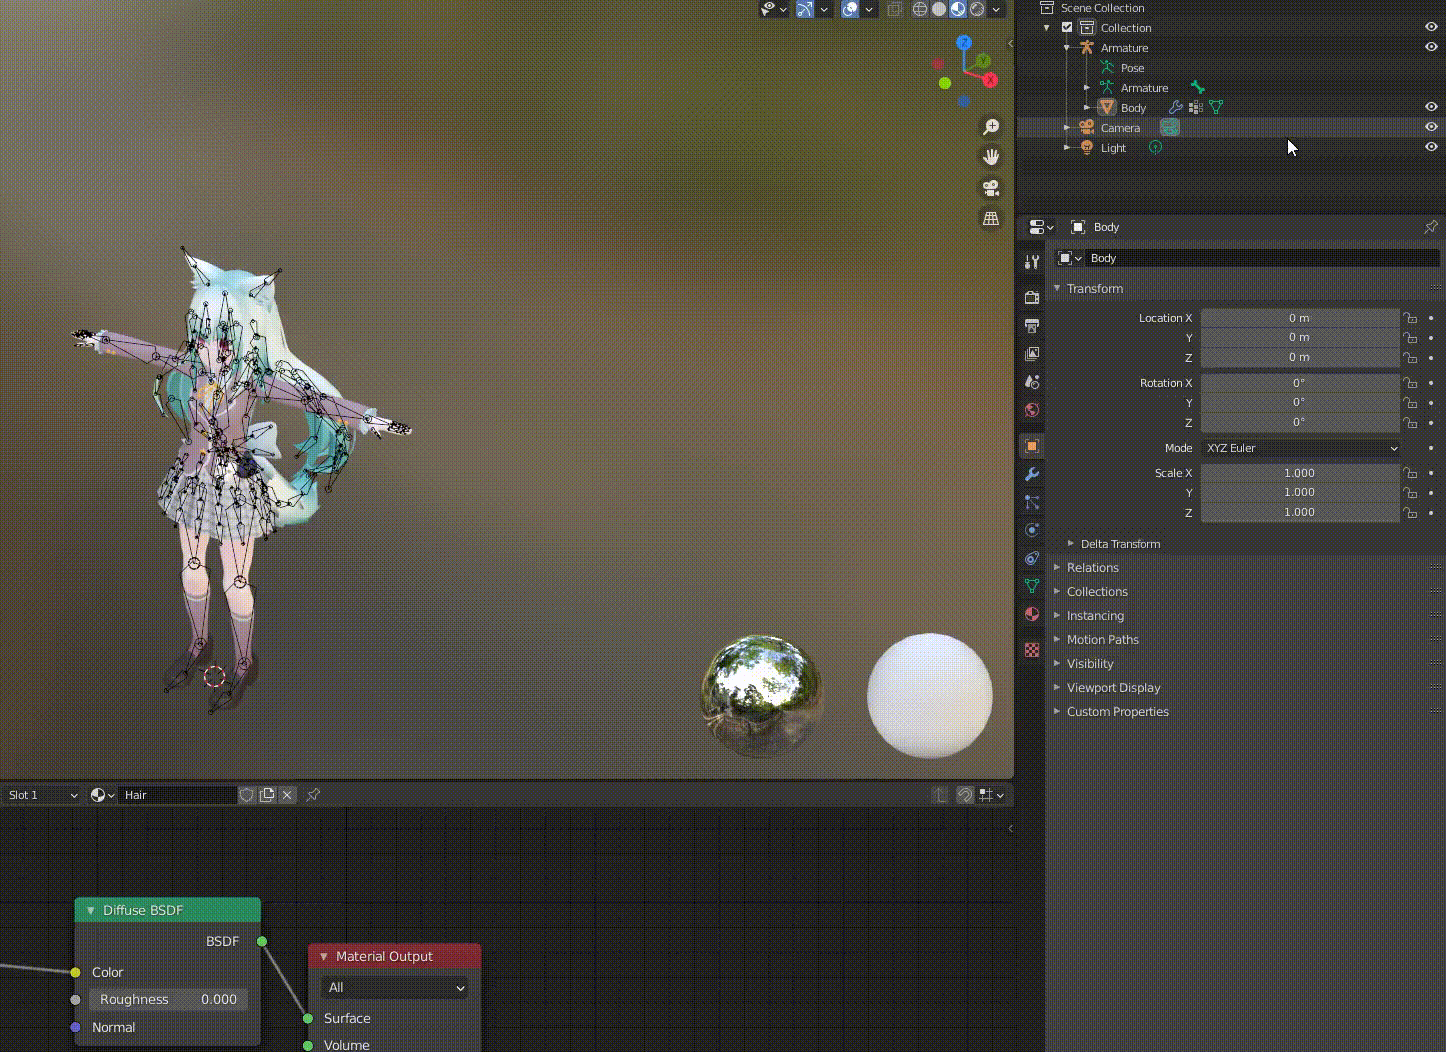 Scene Collection
Collection
Armature
Pose
Armature
Body
Camera
Light
Z
Y
X
Body
Body
Transform
Location X 0 m
Y 0 m
Z 0 m
Rotation X 0°
Y 0°
Z 0°
Mode XYZ Euler
Scale X 1.000
Y 1.000
Z 1.000
Delta Transform
Relations
Collections
Instancing
Motion Paths
Visibility
Viewport Display
Custom Properties
Slot 1 Hair
Diffuse BSDF
BSDF
Color
Roughness 0.000
Normal
Material Output
All
Surface
Volume